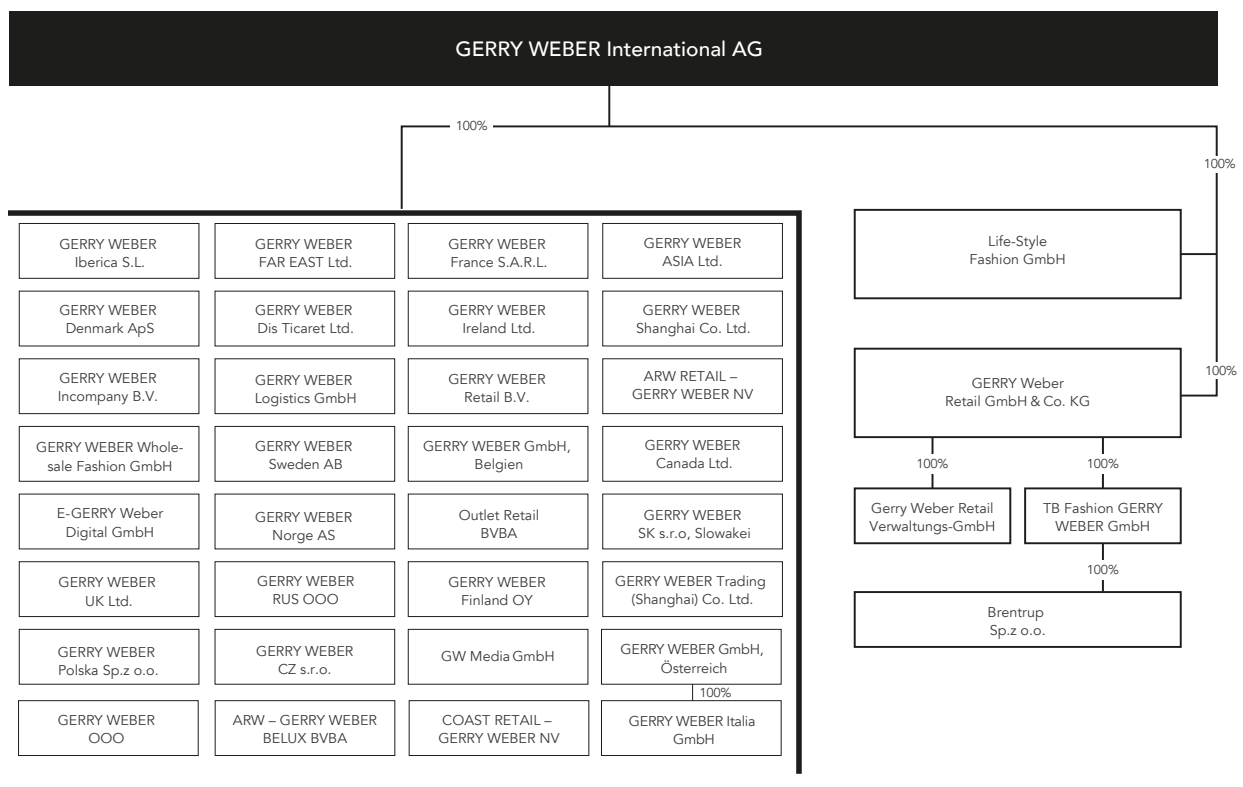 GERRY WEBER International AG
100%
100%
GERRY WEBER
Iberica S.L.
GERRY WEBER
FAR EAST Ltd.
GERRY WEBER
France S.A.R.L.
GERRY WEBER
ASIA Ltd.
Life-Style
Fashion GmbH
GERRY WEBER
Denmark ApS
GERRY WEBER
Dis Ticaret Ltd.
GERRY WEBER
Ireland Ltd.
GERRY WEBER
Shanghai Co. Ltd.
100%
GERRY WEBER
Incompany B.V.
GERRY WEBER
Logistics GmbH
GERRY WEBER
Retail B.V.
ARW RETAIL –
GERRY WEBER NV
GERRY Weber
Retail GmbH & Co. KG
GERRY WEBER Whole-
sale Fashion GmbH
GERRY WEBER
Sweden AB
GERRY WEBER GmbH,
Belgien
GERRY WEBER
Canada Ltd.
100%
100%
E-GERRY Weber
Digital GmbH
GERRY WEBER
Norge AS
Outlet Retail
BVBA
GERRY WEBER
SK s.r.o, Slowakei
Gerry Weber Retail
Verwaltungs-GmbH
TB Fashion GERRY
WEBER GmbH
100%
GERRY WEBER
UK Ltd.
GERRY WEBER
RUS OOO
GERRY WEBER
Finland OY
GERRY WEBER Trading
(Shanghai) Co. Ltd.
Brentrup
Sp.z o.o.
GERRY WEBER
Polska Sp.z o.o.
GERRY WEBER
CZ s.r.o.
GW Media GmbH
GERRY WEBER GmbH,
Österreich
100%
GERRY WEBER
OOO
ARW – GERRY WEBER
BELUX BVBA
COAST RETAIL –
GERRY WEBER NV
GERRY WEBER Italia
GmbH